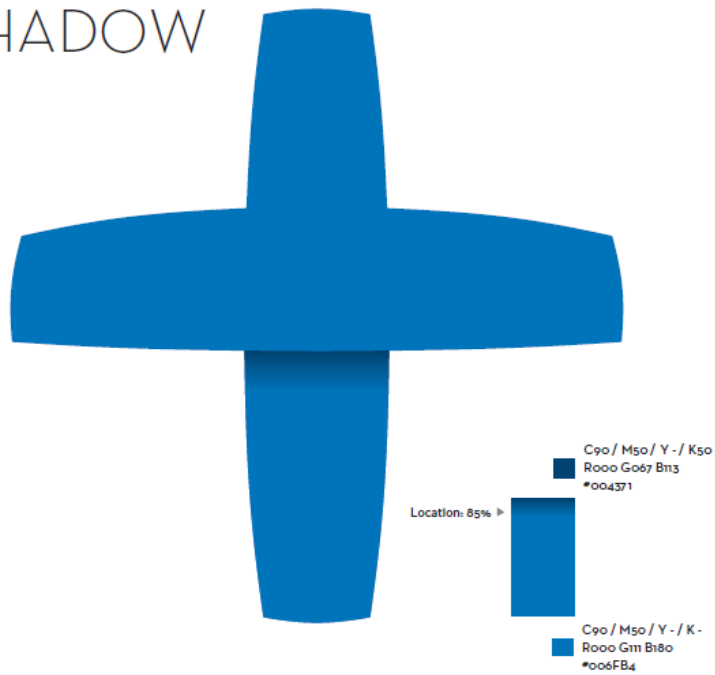 HADOW
C90 / M50 / Y - / K50
R000 G067 B113
#004371
Location: 85%
C90 / M50 / Y - / K -
R000 G111 B180
#006FB4